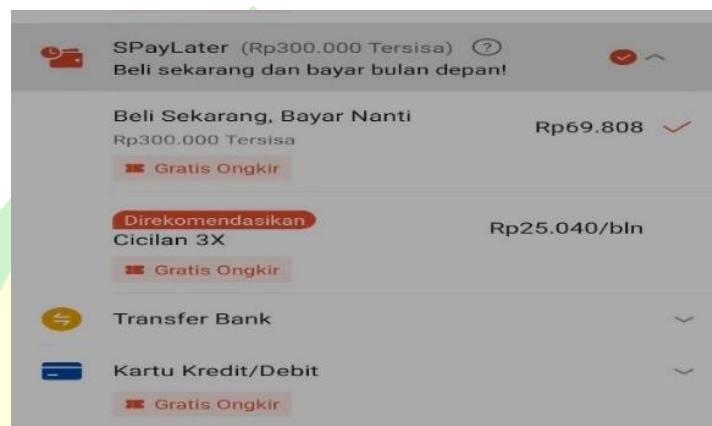 SPayLater (Rp300.000 Tersisa) ?
Beli sekarang dan bayar bulan depan!
Beli Sekarang, Bayar Nanti
Rp69.808
Rp300.000 Tersisa
Gratis Ongkir
Direkomendasikan
Cicilan 3X
Rp25.040/bln
Gratis Ongkir
Transfer Bank
Kartu Kredit/Debit
Gratis Ongkir